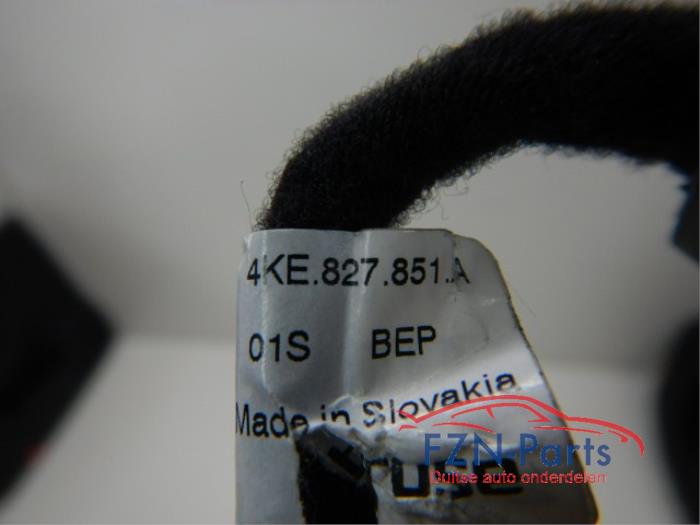 4KE.827.851.A
01S BEP
Made in Slovakia
FZN-Parts
Duitse auto onderdelen